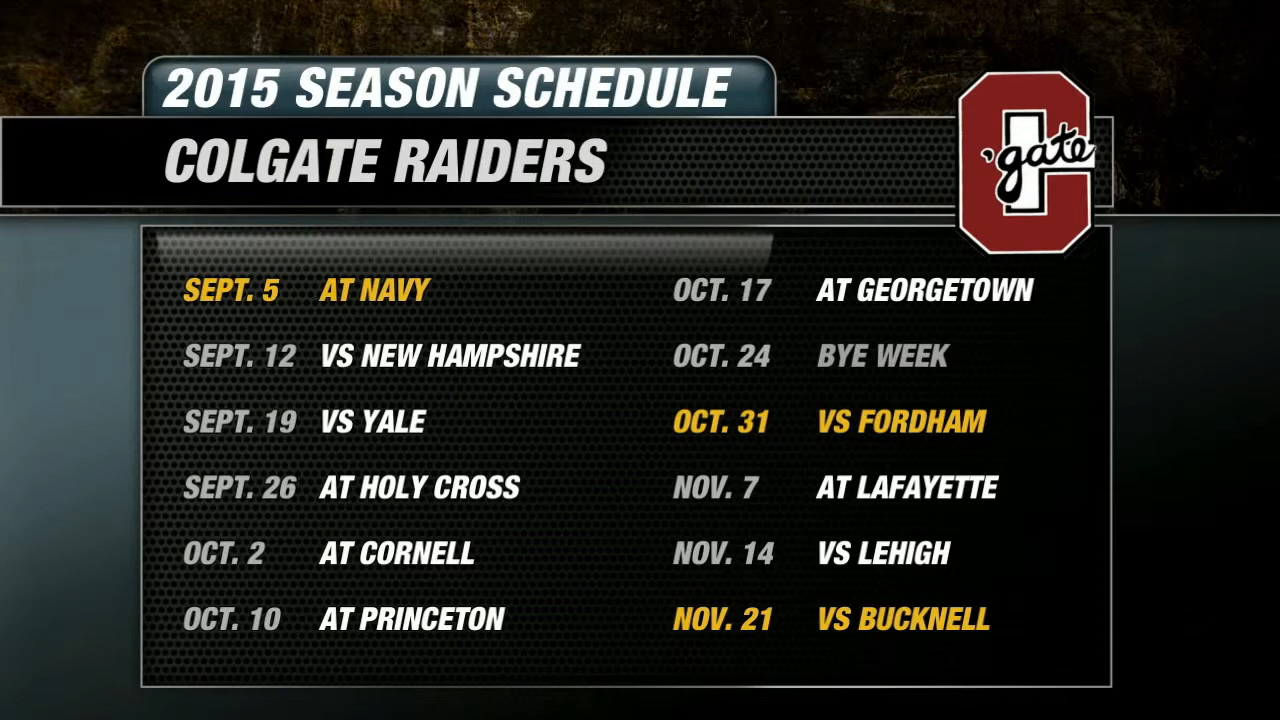 2015 SEASON SCHEDULE
COLGATE RAIDERS
'gate
SEPT. 5 AT NAVY
SEPT. 12 VS NEW HAMPSHIRE
SEPT. 19 VS YALE
SEPT. 26 AT HOLY CROSS
OCT. 2 AT CORNELL
OCT. 10 AT PRINCETON
OCT. 17 AT GEORGETOWN
OCT. 24 BYE WEEK
OCT. 31 VS FORDHAM
NOV. 7 AT LAFAYETTE
NOV. 14 VS LEHIGH
NOV. 21 VS BUCKNELL